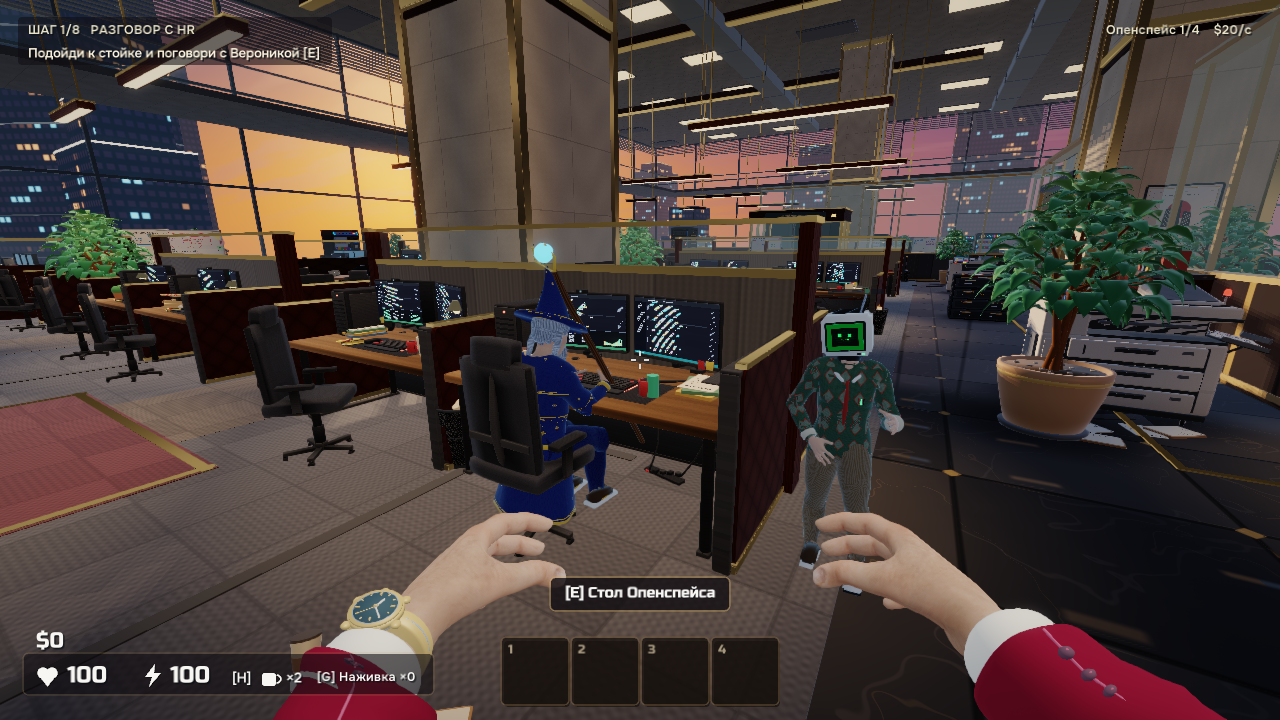 ШАГ 1/8 РАЗГОВОР С HR
Подойди к стойке и поговори с Вероникой [E]
Опенспейс 1/4 $20/с
[E] Стол Опенспейса
$0
100 100 [H] ×2 [G] Наживка ×0
1 2 3 4